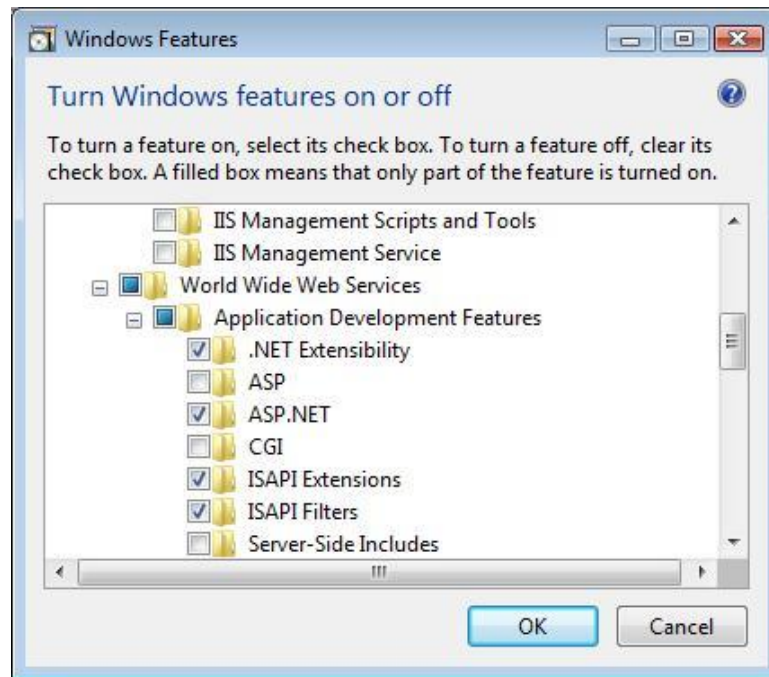 Windows Features
Turn Windows features on or off
To turn a feature on, select its check box. To turn a feature off, clear its
check box. A filled box means that only part of the feature is turned on.
IIS Management Scripts and Tools
IIS Management Service
World Wide Web Services
Application Development Features
.NET Extensibility
ASP
ASP.NET
CGI
ISAPI Extensions
ISAPI Filters
Server-Side Includes
OK Cancel